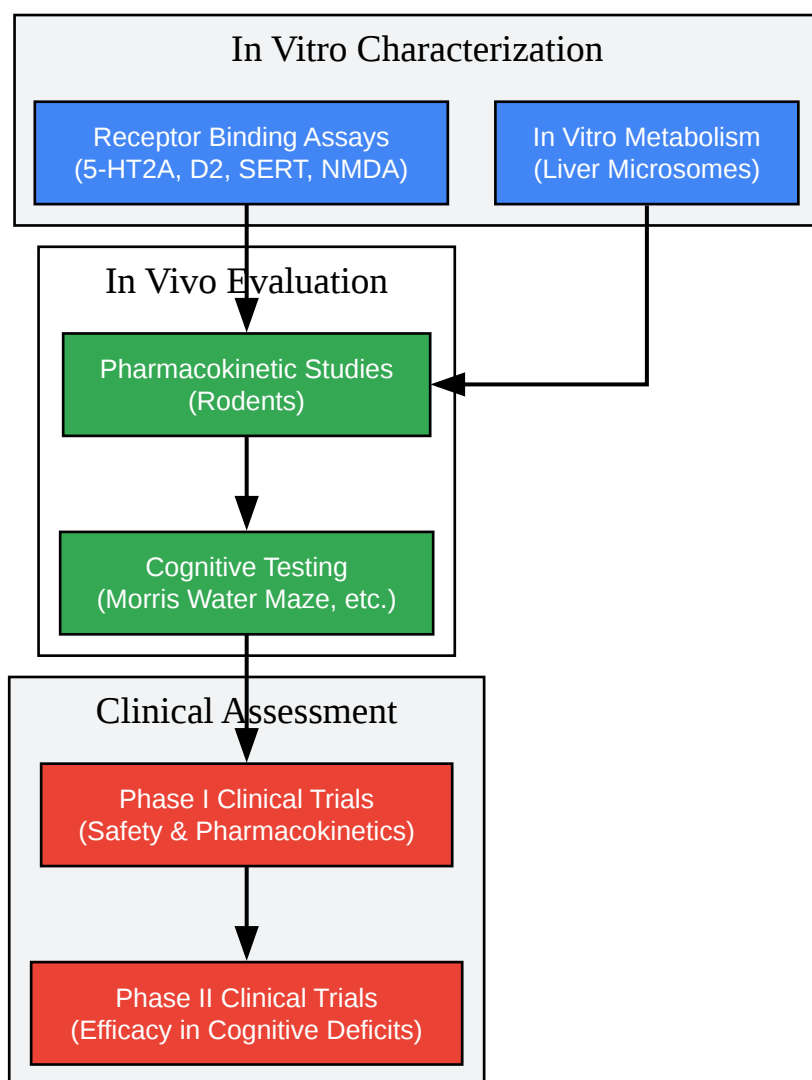 In Vitro Characterization
Receptor Binding Assays
(5-HT2A, D2, SERT, NMDA)
In Vitro Metabolism
(Liver Microsomes)
In Vivo Evaluation
Pharmacokinetic Studies
(Rodents)
Cognitive Testing
(Morris Water Maze, etc.)
Clinical Assessment
Phase I Clinical Trials
(Safety & Pharmacokinetics)
Phase II Clinical Trials
(Efficacy in Cognitive Deficits)